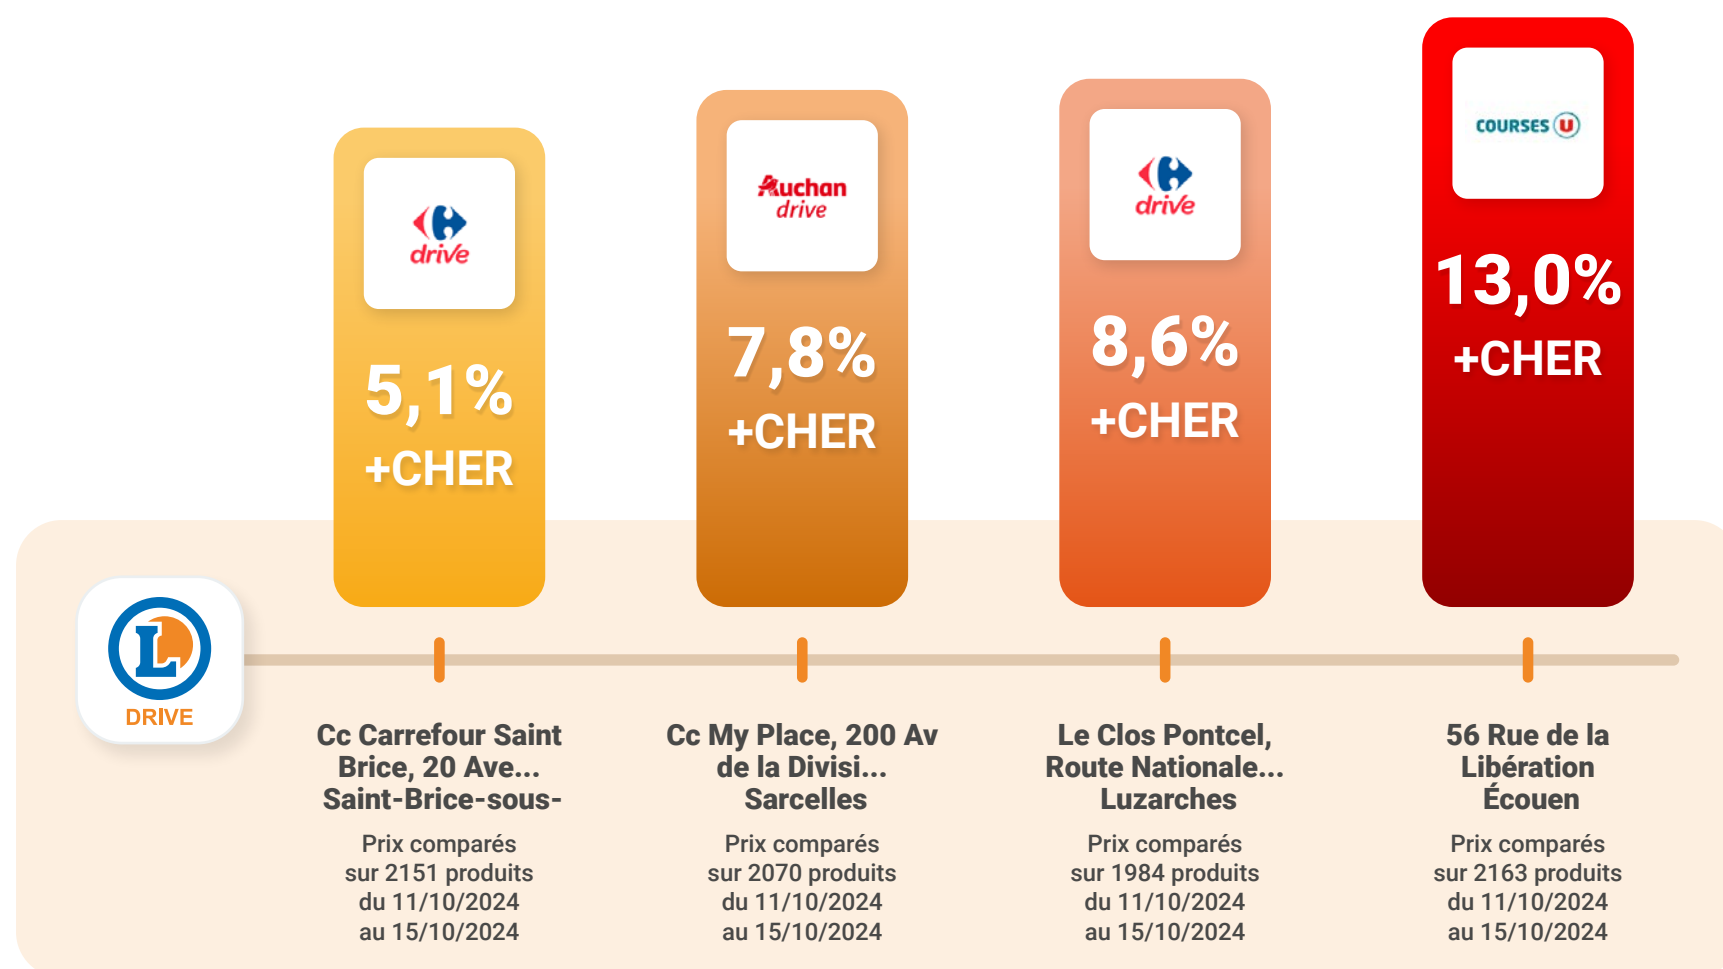 drive
5,1%
+CHER
Auchan
drive
7,8%
+CHER
drive
8,6%
+CHER
COURSES U
13,0%
+CHER
L
DRIVE
Cc Carrefour Saint
Brice, 20 Ave...
Saint-Brice-sous-
Prix comparés
sur 2151 produits
du 11/10/2024
au 15/10/2024
Cc My Place, 200 Av
de la Divisi...
Sarcelles
Prix comparés
sur 2070 produits
du 11/10/2024
au 15/10/2024
Le Clos Pontcel,
Route Nationale...
Luzarches
Prix comparés
sur 1984 produits
du 11/10/2024
au 15/10/2024
56 Rue de la
Libération
Écouen
Prix comparés
sur 2163 produits
du 11/10/2024
au 15/10/2024